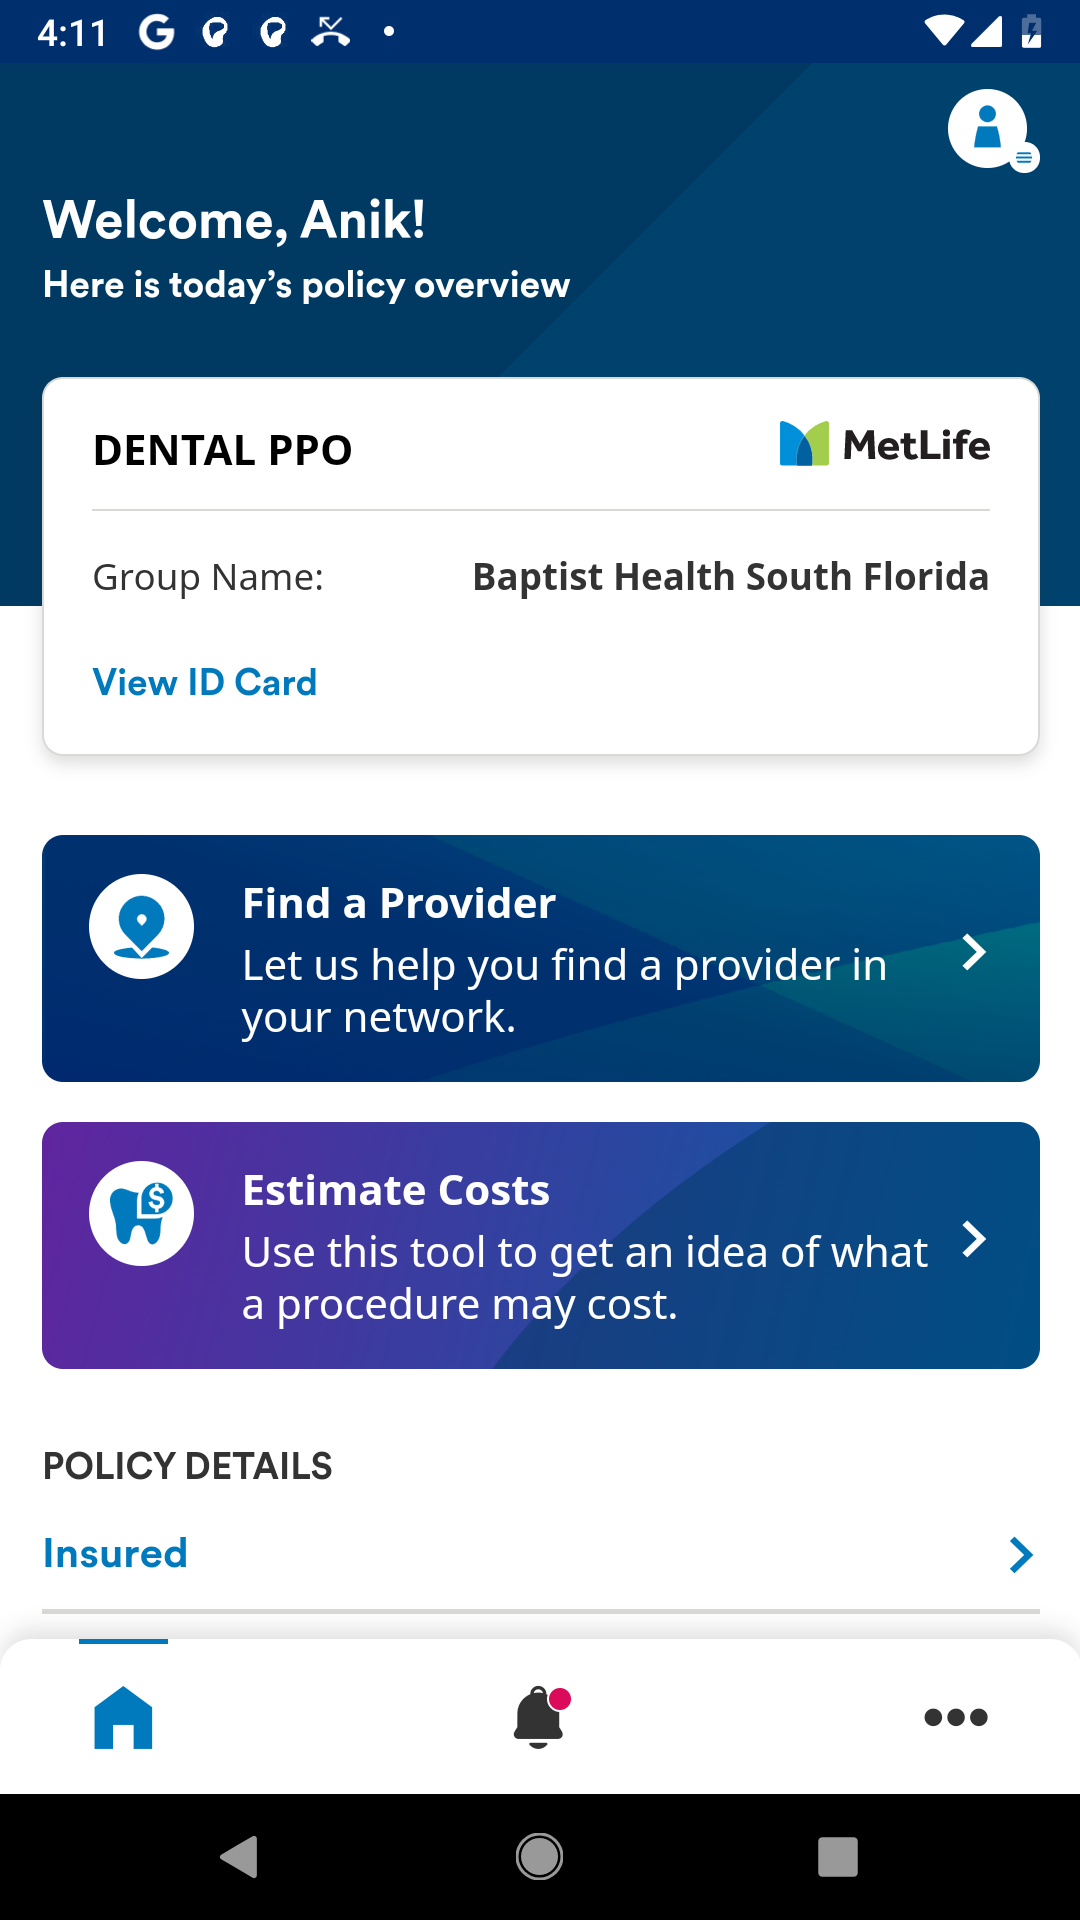 4:11
Welcome, Anik!
Here is today's policy overview
DENTAL PPO
MetLife
Group Name:
Baptist Health South Florida
View ID Card
Find a Provider
Let us help you find a provider in
your network.
Estimate Costs
Use this tool to get an idea of what
a procedure may cost.
POLICY DETAILS
Insured